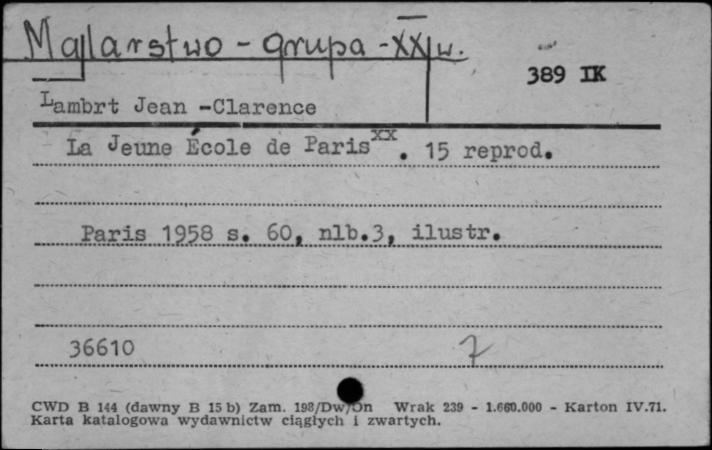 Malarstwo - grupa - XX w.
389 IK
Lambrt Jean -Clarence
La Jeune École de Paris xx. 15 reprod.
Paris 1958 s. 60, nlb.3, ilustr.
36610 7
CWD B 144 (dawny B 15 b) Zam. 198/Dw/Dn Wrak 239 - 1.660.000 - Karton IV.71.
Karta katalogowa wydawnictw ciągłych i zwartych.